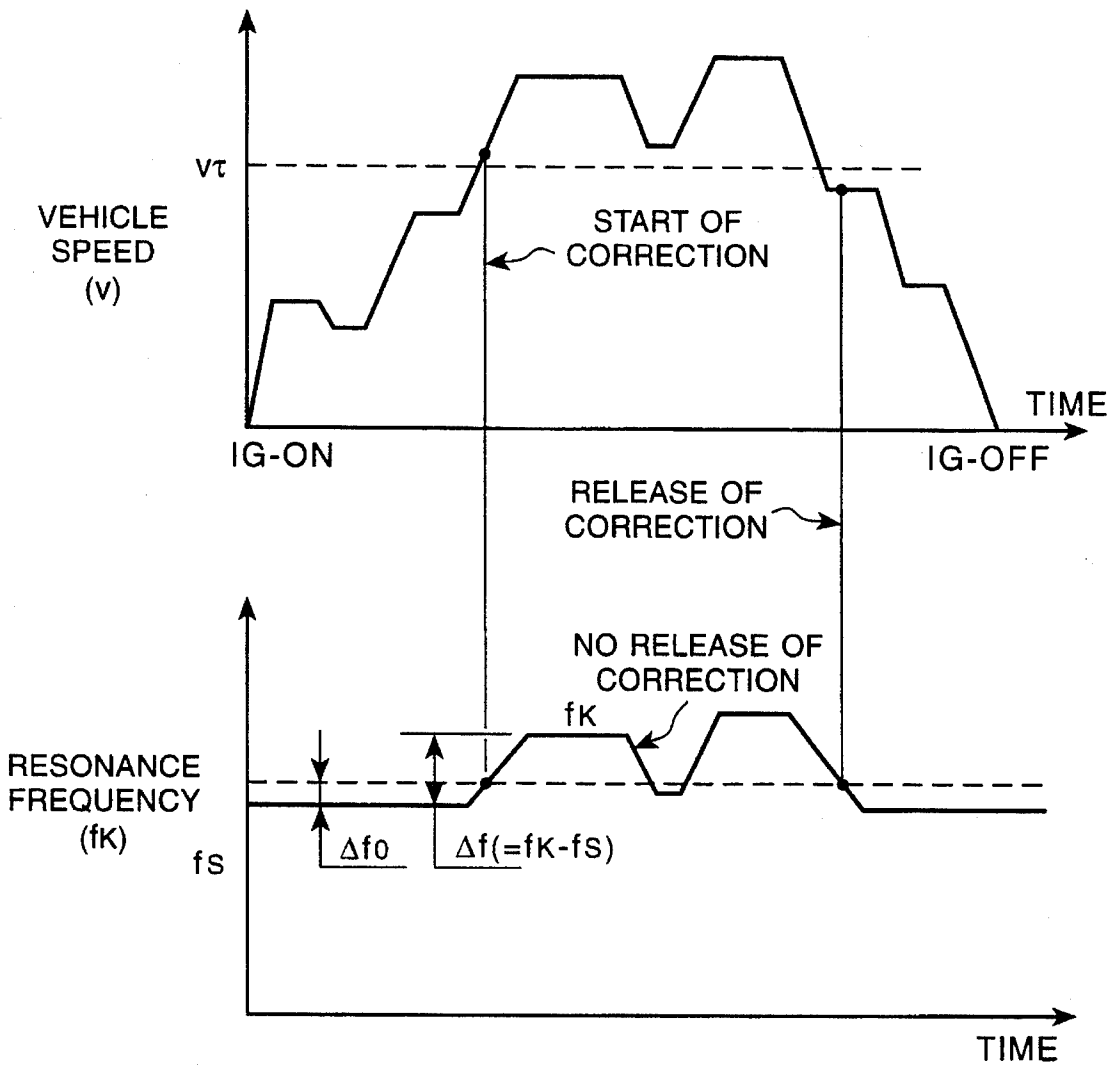 vτ
VEHICLE
SPEED
(v)
START OF
CORRECTION
TIME
IG-ON
IG-OFF
RELEASE OF
CORRECTION
NO RELEASE OF
CORRECTION
fK
RESONANCE
FREQUENCY
(fK)
fS
Δf0
Δf(=fK-fS)
TIME